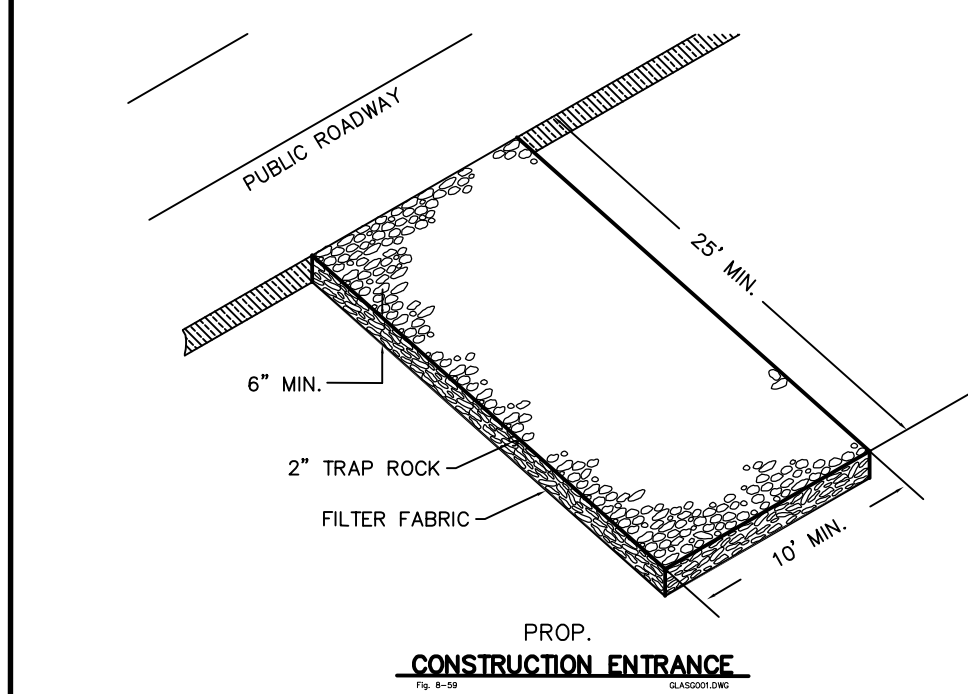 PUBLIC ROADWAY
25' MIN.
6" MIN.
2" TRAP ROCK
FILTER FABRIC
10' MIN.
PROP.
CONSTRUCTION ENTRANCE
Fig. 8-59 GLASGO01.DWG